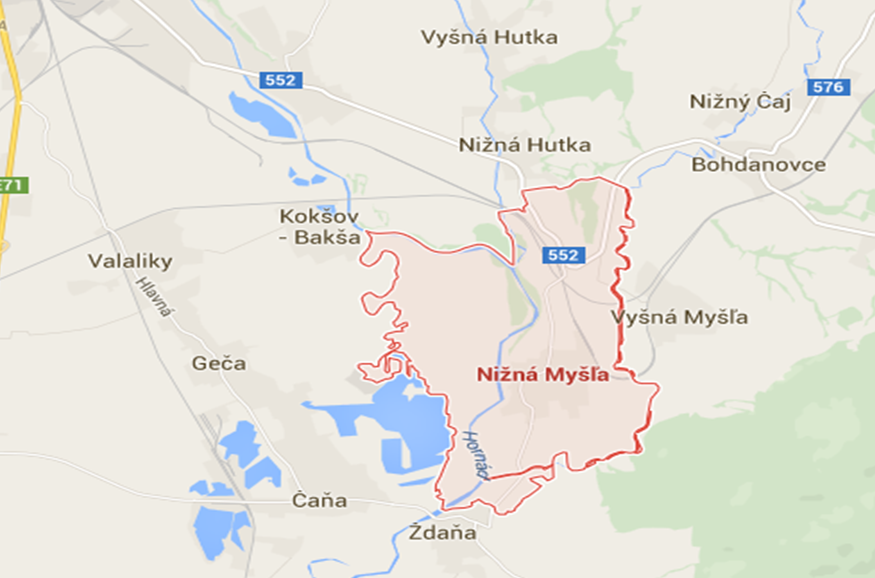 Vyšná Hutka
552
576
Nižný Čaj
Nižná Hutka
Bohdanovce
E71
Kokšov
- Bakša
552
Valaliky
Hlavná
Vyšná Myšľa
Geča
Nižná Myšľa
Hornád
Čaňa
Ždaňa